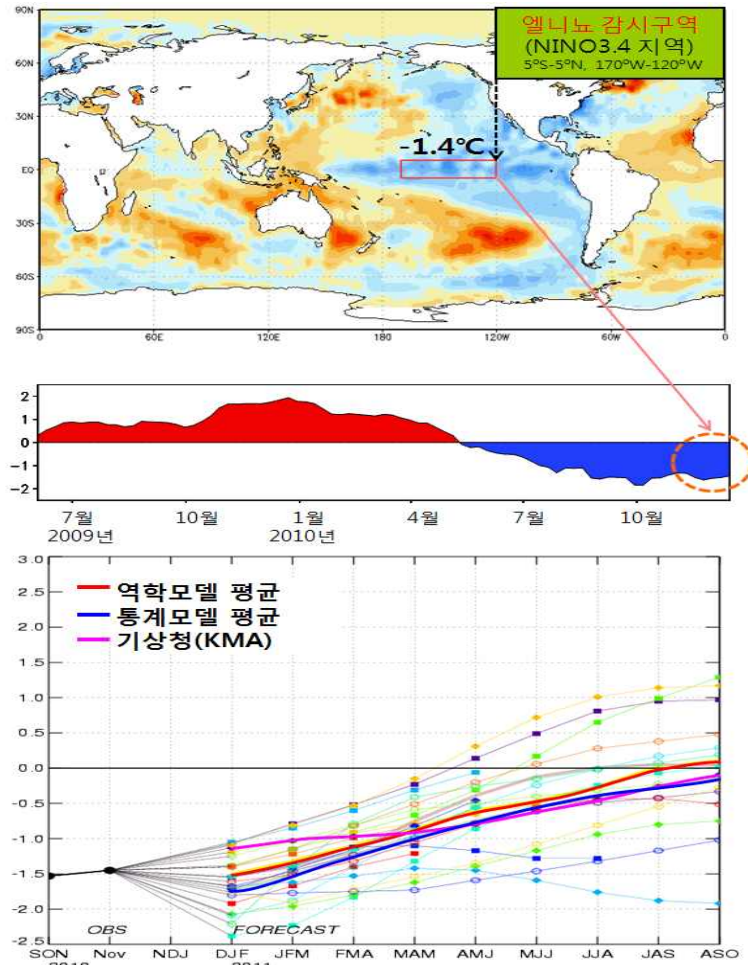 90N
엘니뇨 감시구역
(NINO3.4 지역)
5°S-5°N, 170°W-120°W
60N
30N
-1.4℃
EQ
30S
60S
90S
0 60E 120E 180 120W 60W 0
2
1
0
-1
-2
7월 10월 1월 4월 7월 10월
2009년 2010년
3.0
역학모델 평균
2.5
통계모델 평균
2.0
기상청(KMA)
1.5
1.0
0.5
0.0
-0.5
-1.0
-1.5
-2.0
OBS FORECAST
-2.5
SON Nov NDJ DJF JFM FMA MAM AMJ MJJ JJA JAS ASO
2010 2011